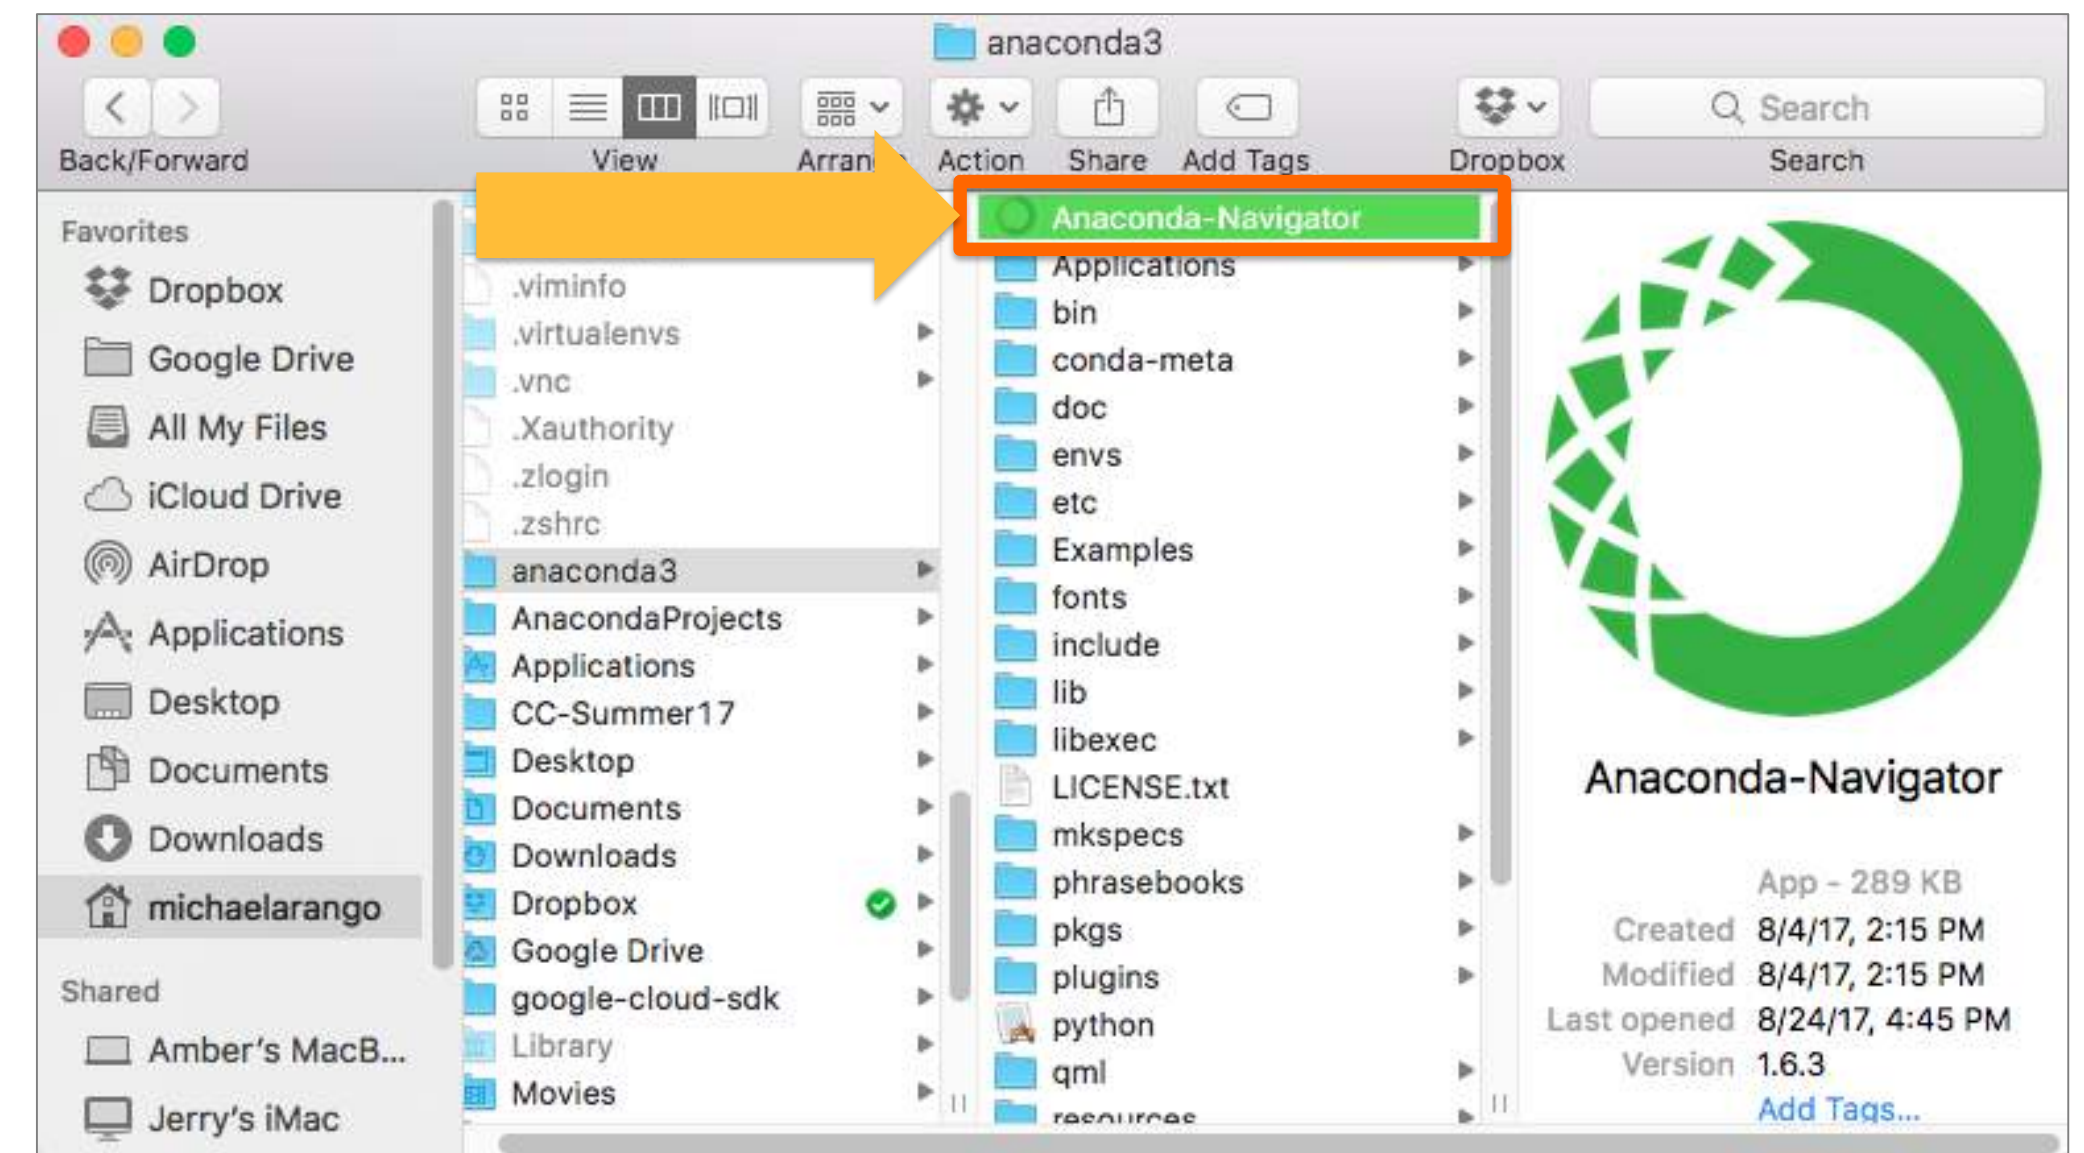 anaconda3
Search
Back/Forward
View
Action
Share
Add Tags
Dropbox
Search
Favorites
Dropbox
Google Drive
All My Files
iCloud Drive
AirDrop
Applications
Desktop
Documents
Downloads
michaelarango
Shared
Amber's MacB...
Jerry's iMac
.viminfo
.virtualenvs
.vnc
.Xauthority
.zlogin
.zshrc
anaconda3
AnacondaProjects
Applications
CC-Summer17
Desktop
Documents
Downloads
Dropbox
Google Drive
google-cloud-sdk
Library
Movies
Anaconda-Navigator
Applications
bin
conda-meta
doc
envs
etc
Examples
fonts
include
lib
libexec
LICENSE.txt
mkspecs
phrasebooks
pkgs
plugins
python
qml
resources
Anaconda-Navigator
App - 289 KB
Created 8/4/17, 2:15 PM
Modified 8/4/17, 2:15 PM
Last opened 8/24/17, 4:45 PM
Version 1.6.3
Add Tags...